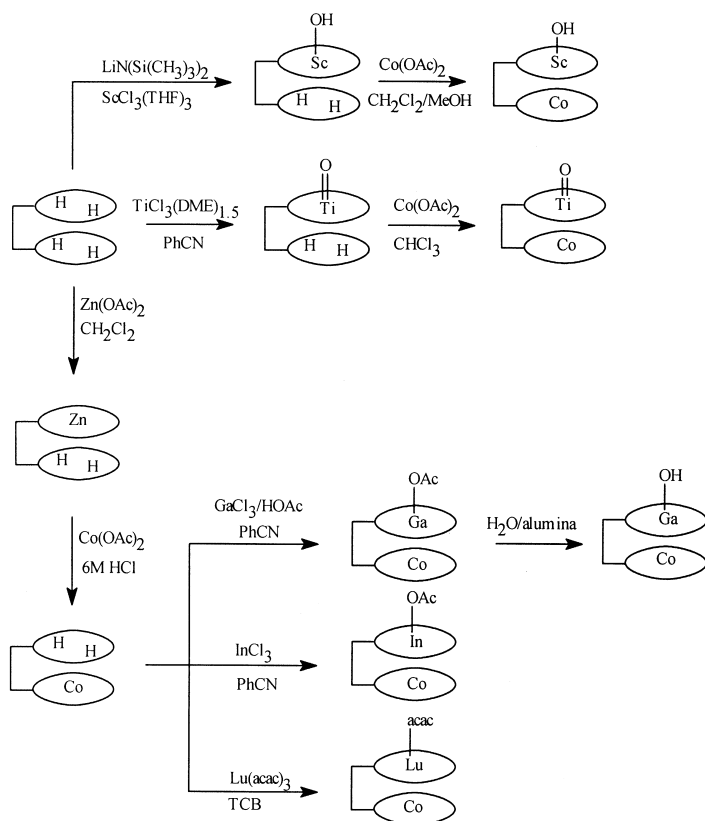 OH
Sc
H H
LiN(Si(CH3)3)2
ScCl3(THF)3
Co(OAc)2
CH2Cl2/MeOH
OH
Sc
Co
H H
H H
TiCl3(DME)1.5
PhCN
O
Ti
H H
Co(OAc)2
CHCl3
O
Ti
Co
Zn(OAc)2
CH2Cl2
Zn
H H
Co(OAc)2
6M HCl
H H
Co
GaCl3/HOAc
PhCN
OAc
Ga
Co
H2O/alumina
OH
Ga
Co
InCl3
PhCN
OAc
In
Co
Lu(acac)3
TCB
acac
Lu
Co